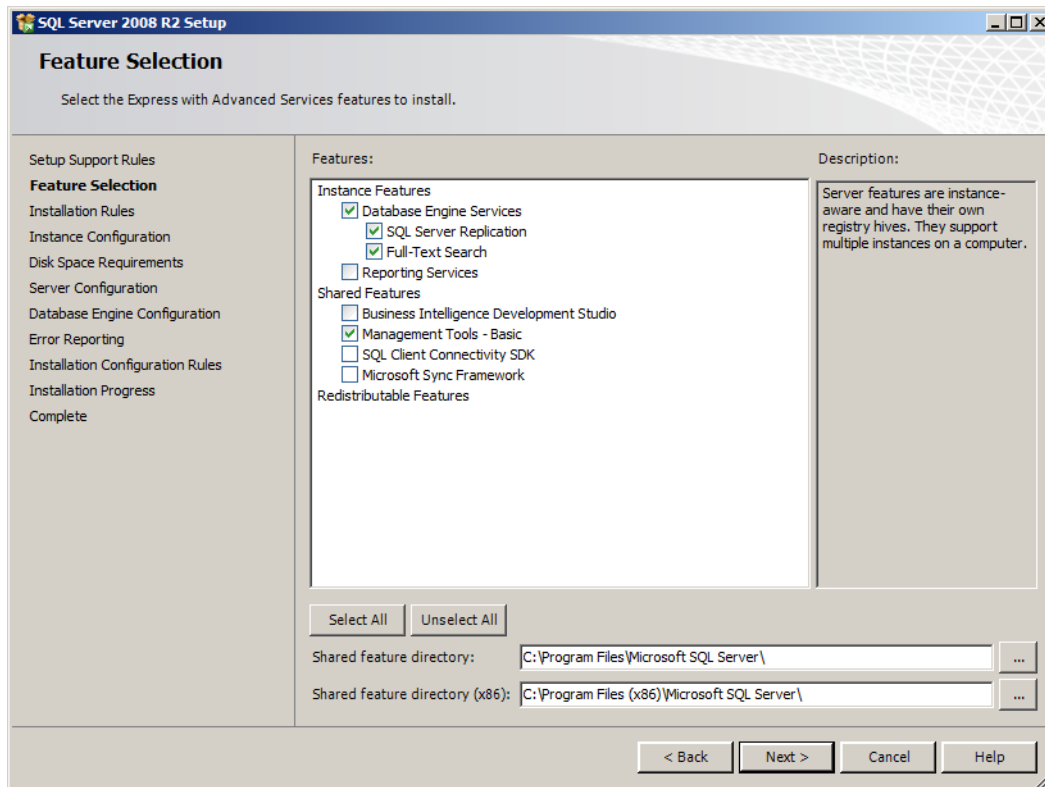 SQL Server 2008 R2 Setup
Feature Selection
Select the Express with Advanced Services features to install.
Setup Support Rules
Feature Selection
Installation Rules
Instance Configuration
Disk Space Requirements
Server Configuration
Database Engine Configuration
Error Reporting
Installation Configuration Rules
Installation Progress
Complete
Features:
Instance Features
Database Engine Services
SQL Server Replication
Full-Text Search
Reporting Services
Shared Features
Business Intelligence Development Studio
Management Tools - Basic
SQL Client Connectivity SDK
Microsoft Sync Framework
Redistributable Features
Description:
Server features are instance-
aware and have their own
registry hives. They support
multiple instances on a computer.
Select All
Unselect All
Shared feature directory:
C:\Program Files\Microsoft SQL Server\
...
Shared feature directory (x86):
C:\Program Files (x86)\Microsoft SQL Server\
...
< Back
Next >
Cancel
Help